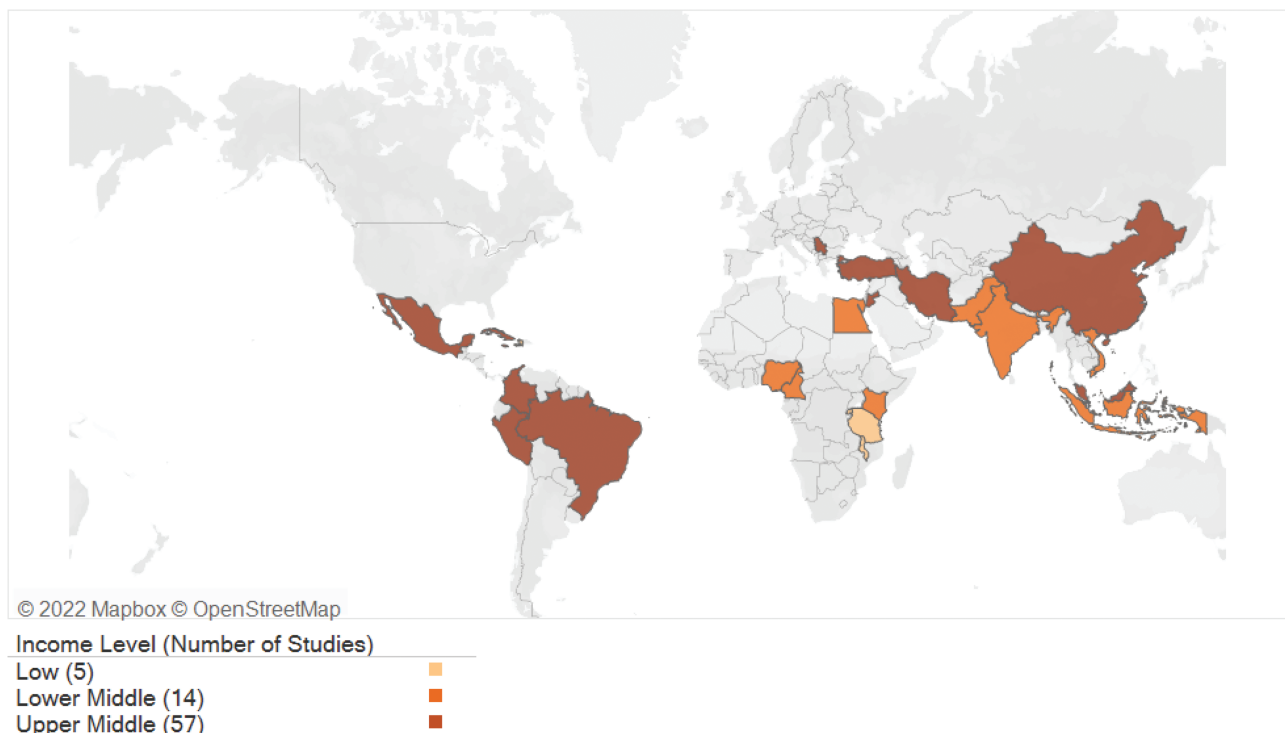 © 2022 Mapbox © OpenStreetMap
Income Level (Number of Studies)
Low (5)
Lower Middle (14)
Upper Middle (57)